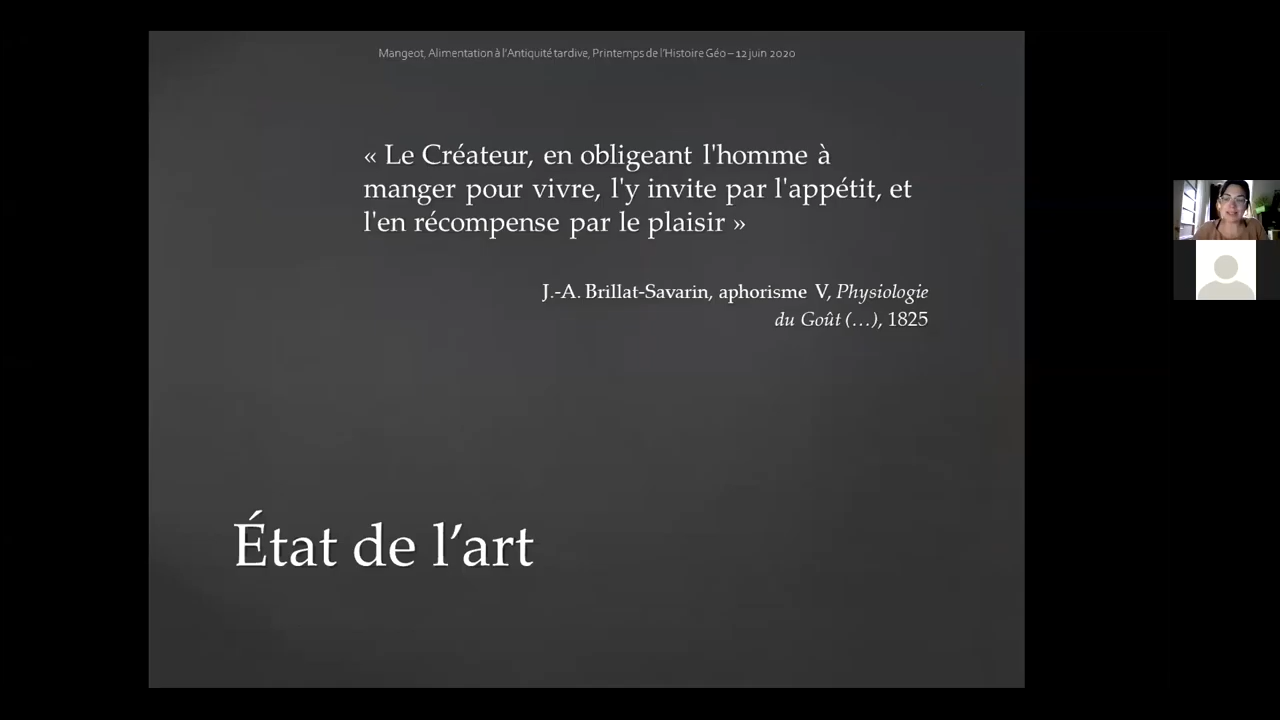 Mangeot, Alimentation à l'Antiquité tardive, Printemps de l'Histoire Géo – 12 juin 2020
« Le Créateur, en obligeant l'homme à
manger pour vivre, l'y invite par l'appétit, et
l'en récompense par le plaisir »
J.-A. Brillat-Savarin, aphorisme V, Physiologie
du Goût (…), 1825
État de l’art